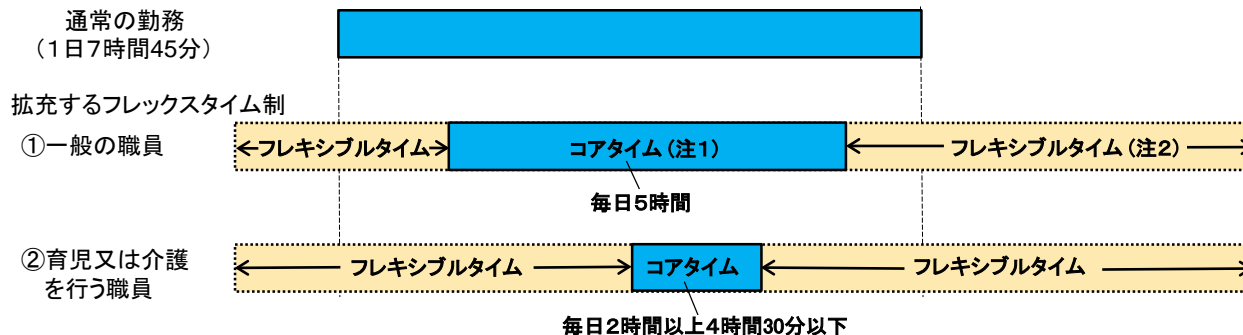 通常の勤務
（１日７時間45分）
拡充するフレックスタイム制
①一般の職員
フレキシブルタイム
コアタイム（注１）
フレキシブルタイム（注２）
毎日５時間
②育児又は介護
を行う職員
フレキシブルタイム
コアタイム
フレキシブルタイム
毎日２時間以上４時間30分以下